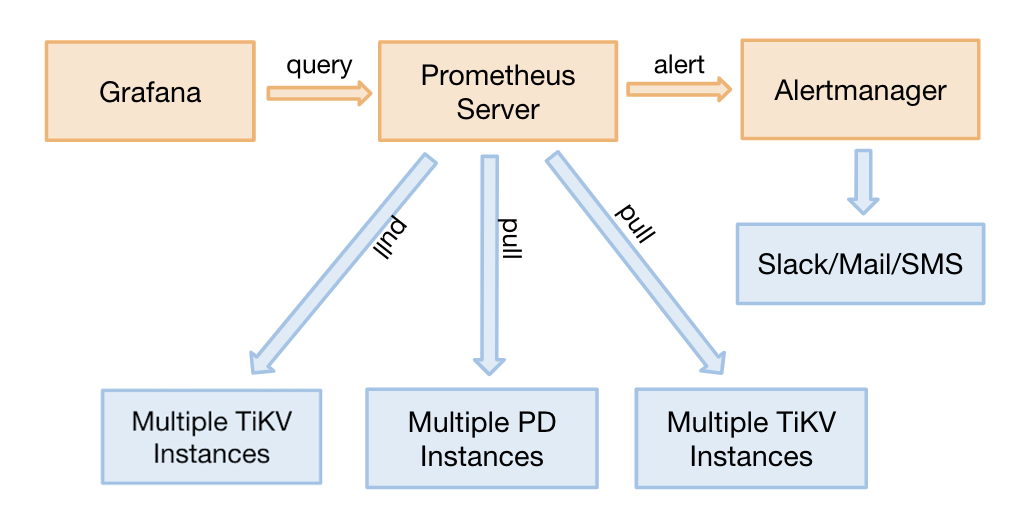 Grafana
query
Prometheus
Server
alert
Alertmanager
Slack/Mail/SMS
pull
pull
pull
Multiple TiKV
Instances
Multiple PD
Instances
Multiple TiKV
Instances